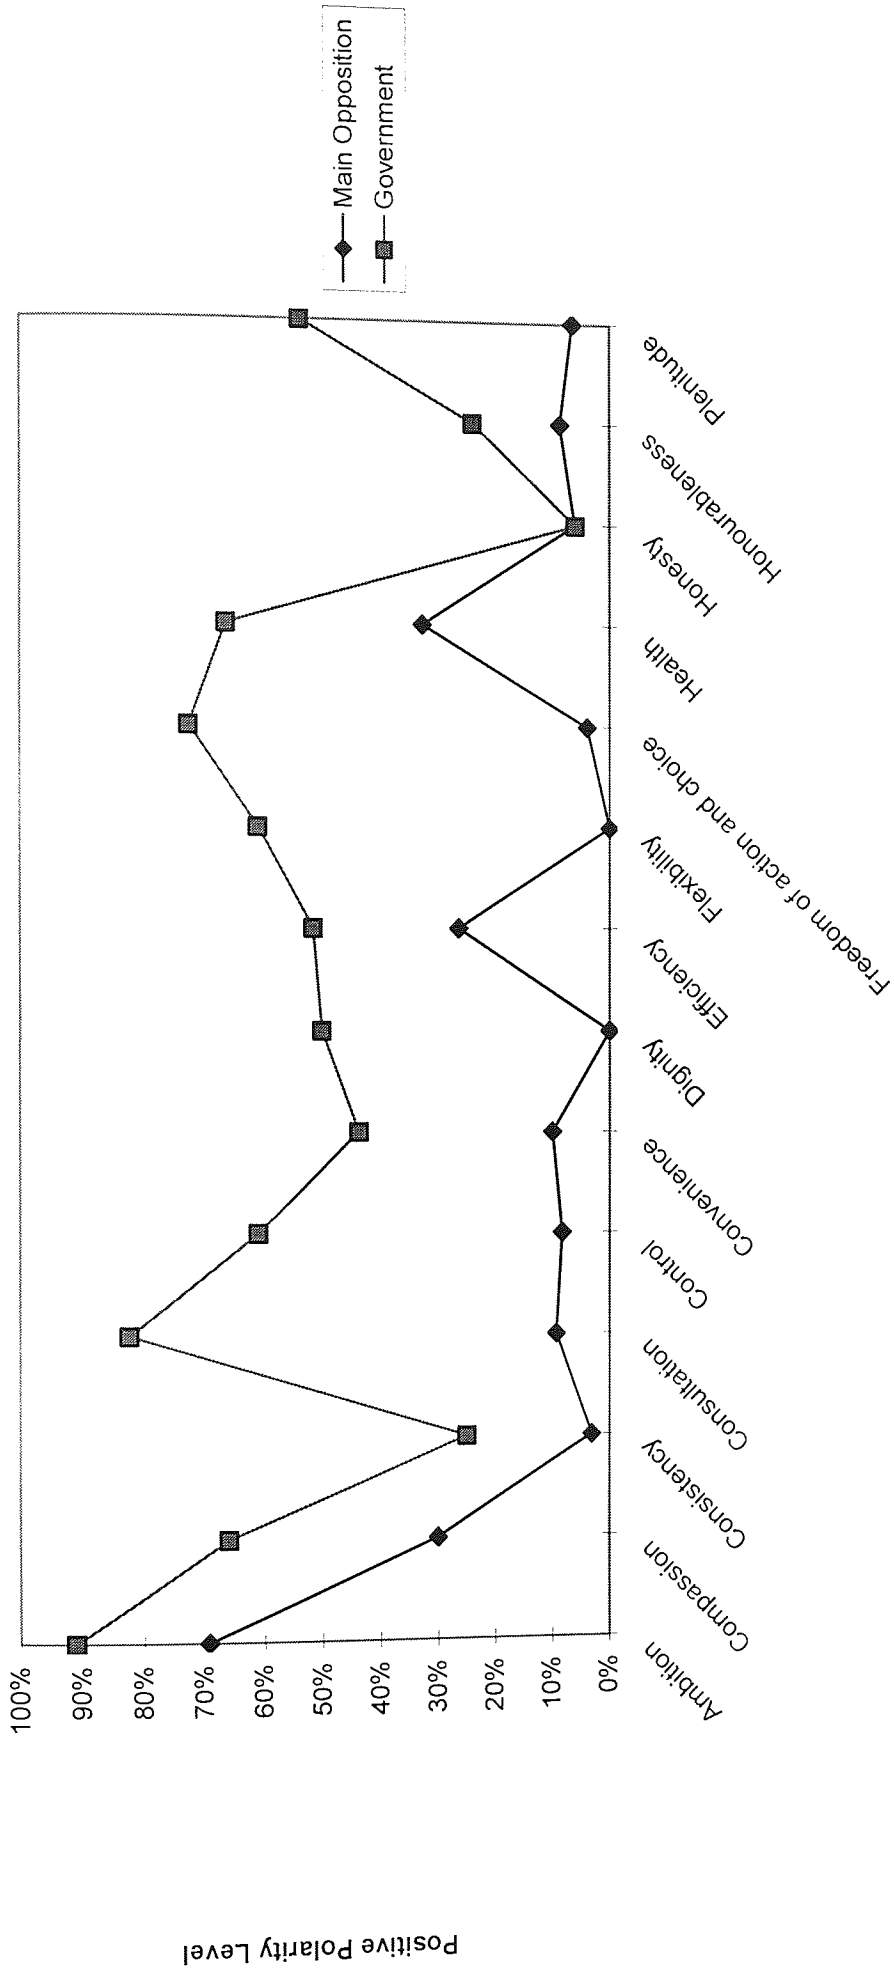 Positive Polarity Level
100%
90%
80%
70%
60%
50%
40%
30%
20%
10%
0%
Ambition
Compassion
Consistency
Consultation
Control
Convenience
Dignity
Efficiency
Flexibility
Freedom of action and choice
Health
Honesty
Honourableness
Plenitude
Main Opposition
Government